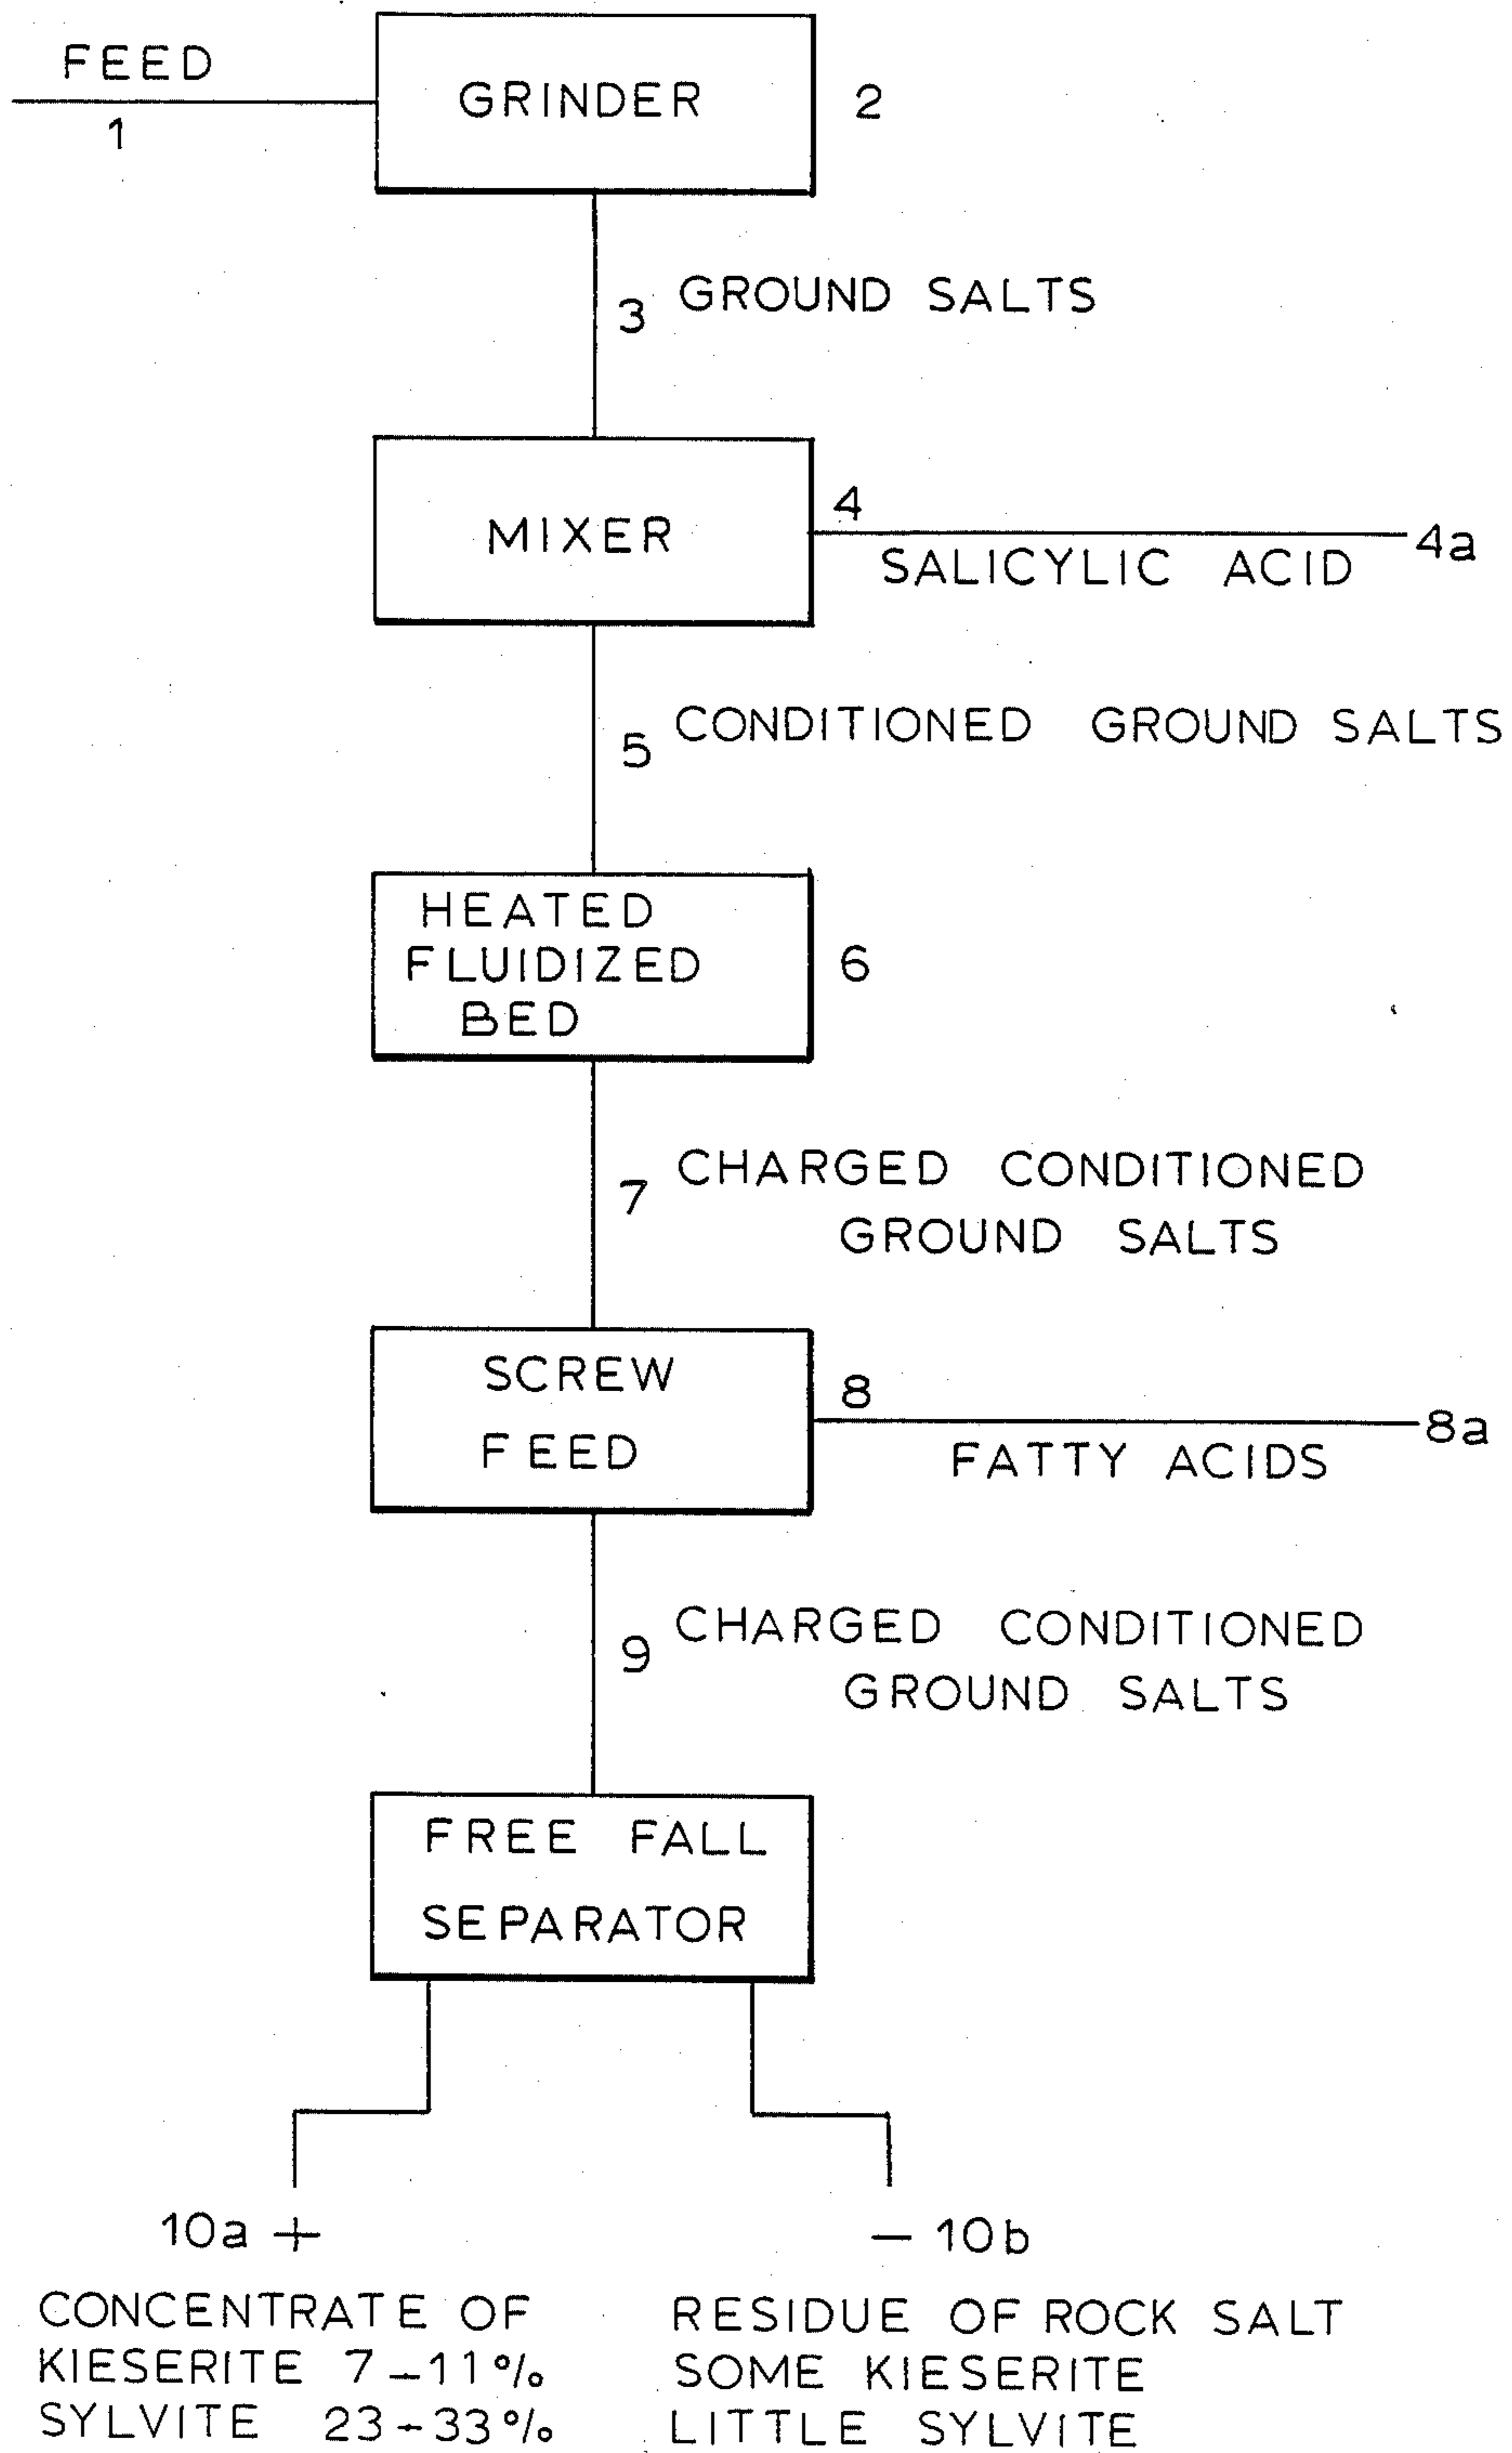 FEED
1
GRINDER
2
3
GROUND SALTS
MIXER
4
SALICYLIC ACID
4a
5
CONDITIONED GROUND SALTS
HEATED
FLUIDIZED
BED
6
7
CHARGED CONDITIONED
GROUND SALTS
SCREW
FEED
8
FATTY ACIDS
8a
9
CHARGED CONDITIONED
GROUND SALTS
FREE FALL
SEPARATOR
10a +
CONCENTRATE OF
KIESERITE 7-11%
SYLVITE 23-33%
- 10b
RESIDUE OF ROCK SALT
SOME KIESERITE
LITTLE SYLVITE